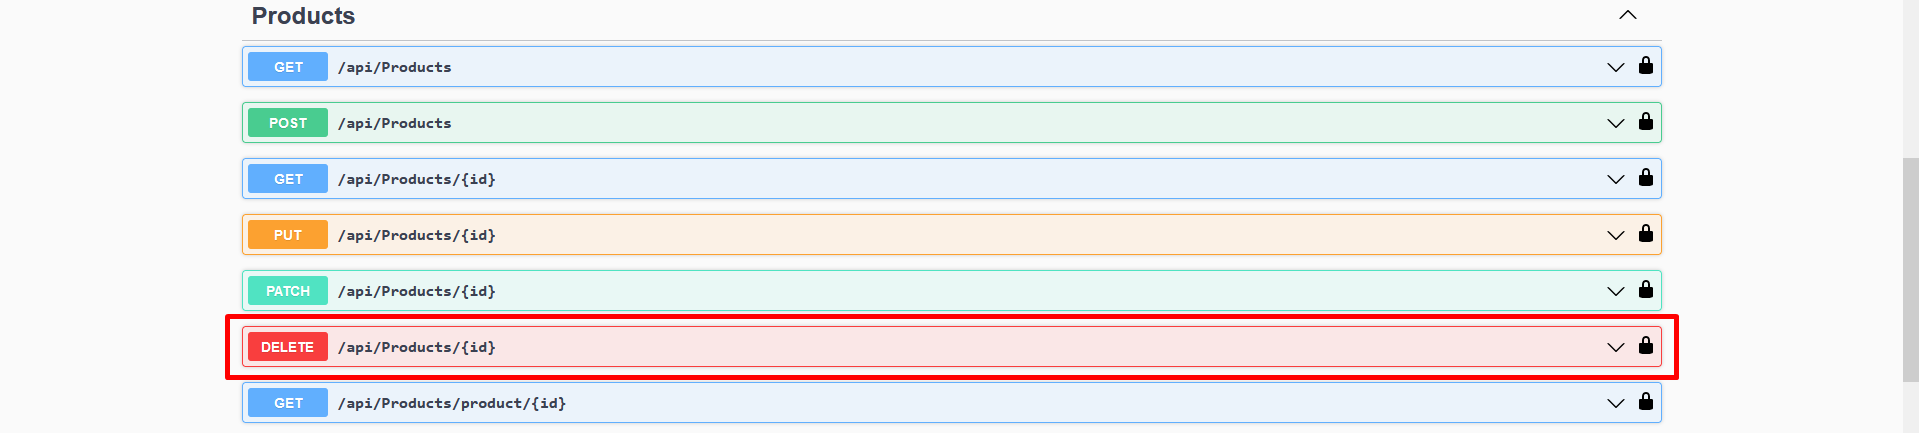 Products
GET /api/Products
POST /api/Products
GET /api/Products/{id}
PUT /api/Products/{id}
PATCH /api/Products/{id}
DELETE /api/Products/{id}
GET /api/Products/product/{id}